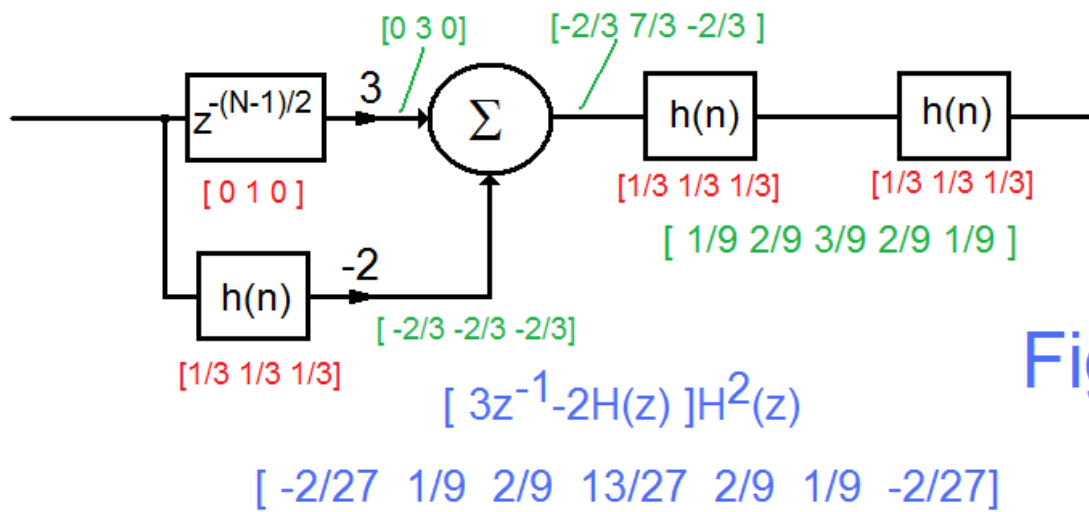 [0 3 0]
[-2/3 7/3 -2/3 ]
z^-(N-1)/2
3
Σ
h(n)
h(n)
[ 0 1 0 ]
[1/3 1/3 1/3]
[1/3 1/3 1/3]
[ 1/9 2/9 3/9 2/9 1/9 ]
h(n)
-2
[ -2/3 -2/3 -2/3]
[1/3 1/3 1/3]
[ 3z^-1-2H(z) ]H^2(z)
[ -2/27 1/9 2/9 13/27 2/9 1/9 -2/27]